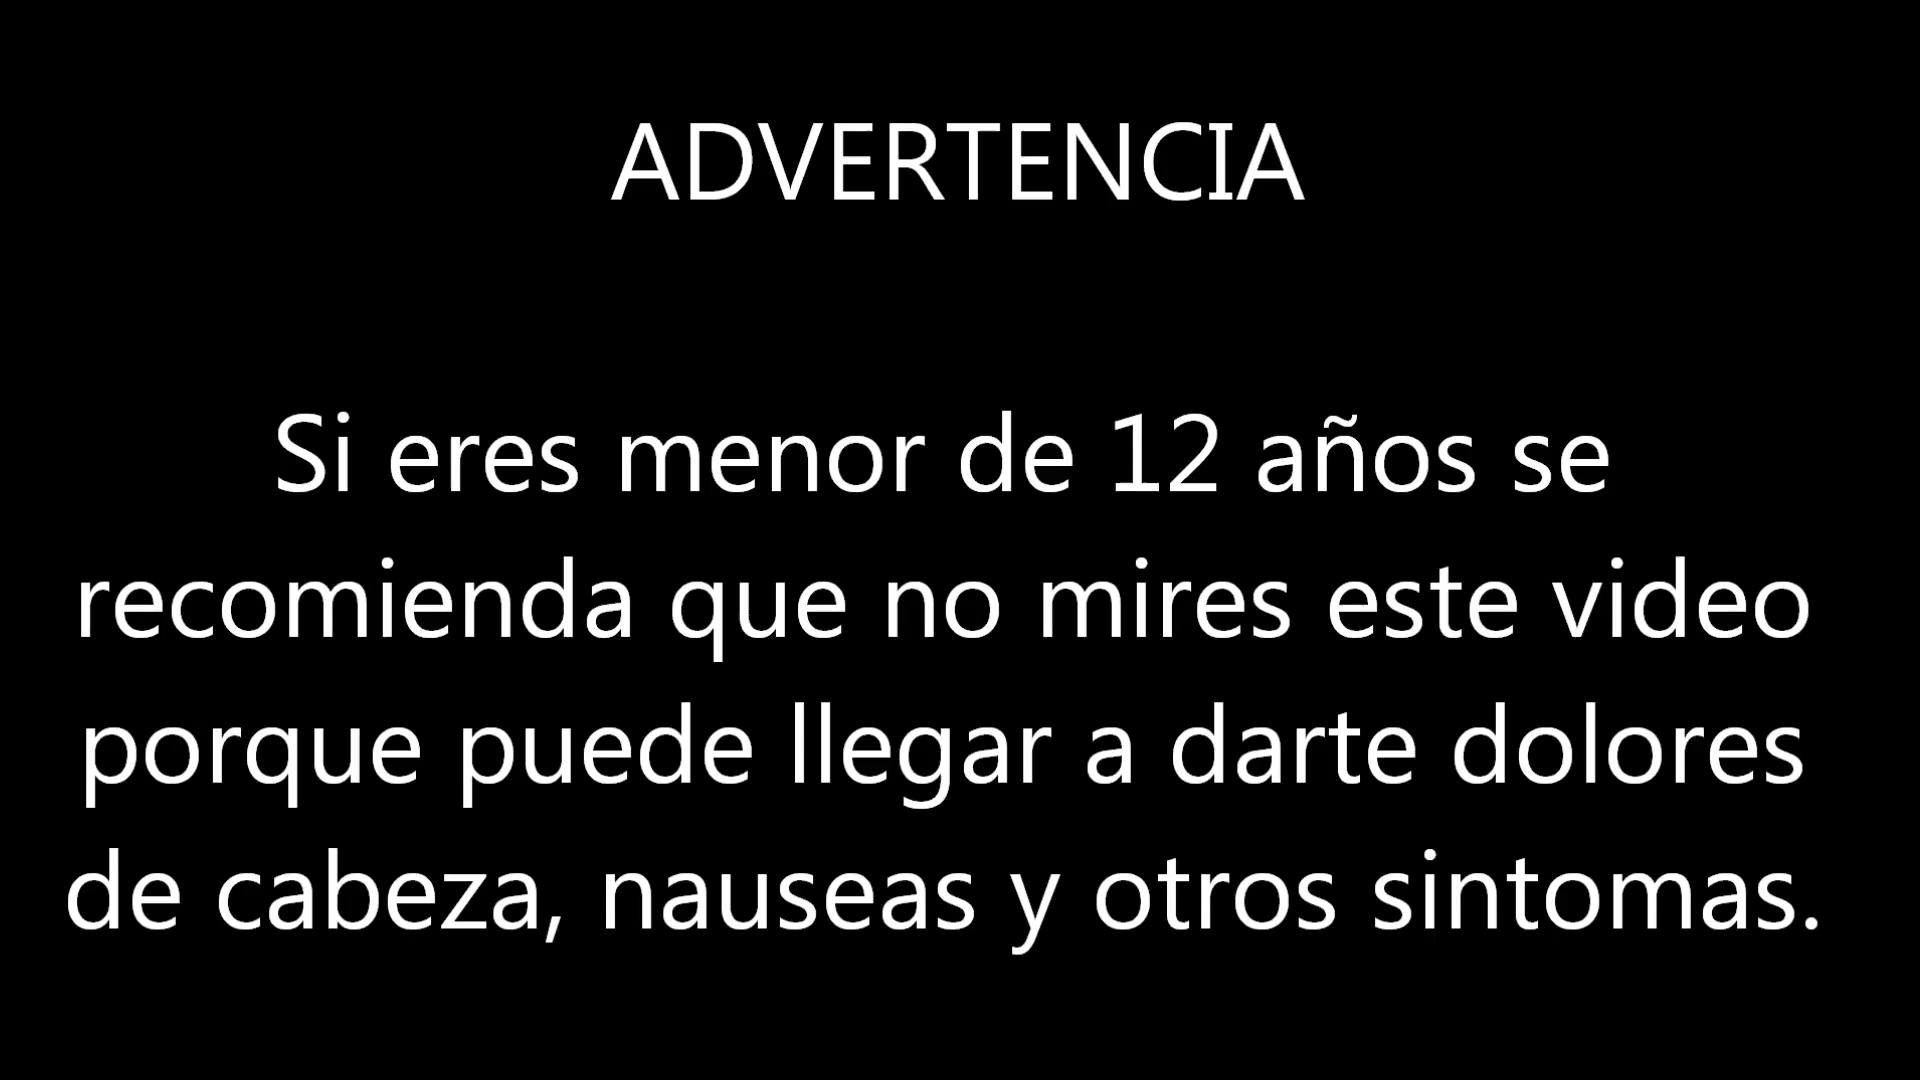 ADVERTENCIA
Si eres menor de 12 años se
recomienda que no mires este video
porque puede llegar a darte dolores
de cabeza, nauseas y otros sintomas.